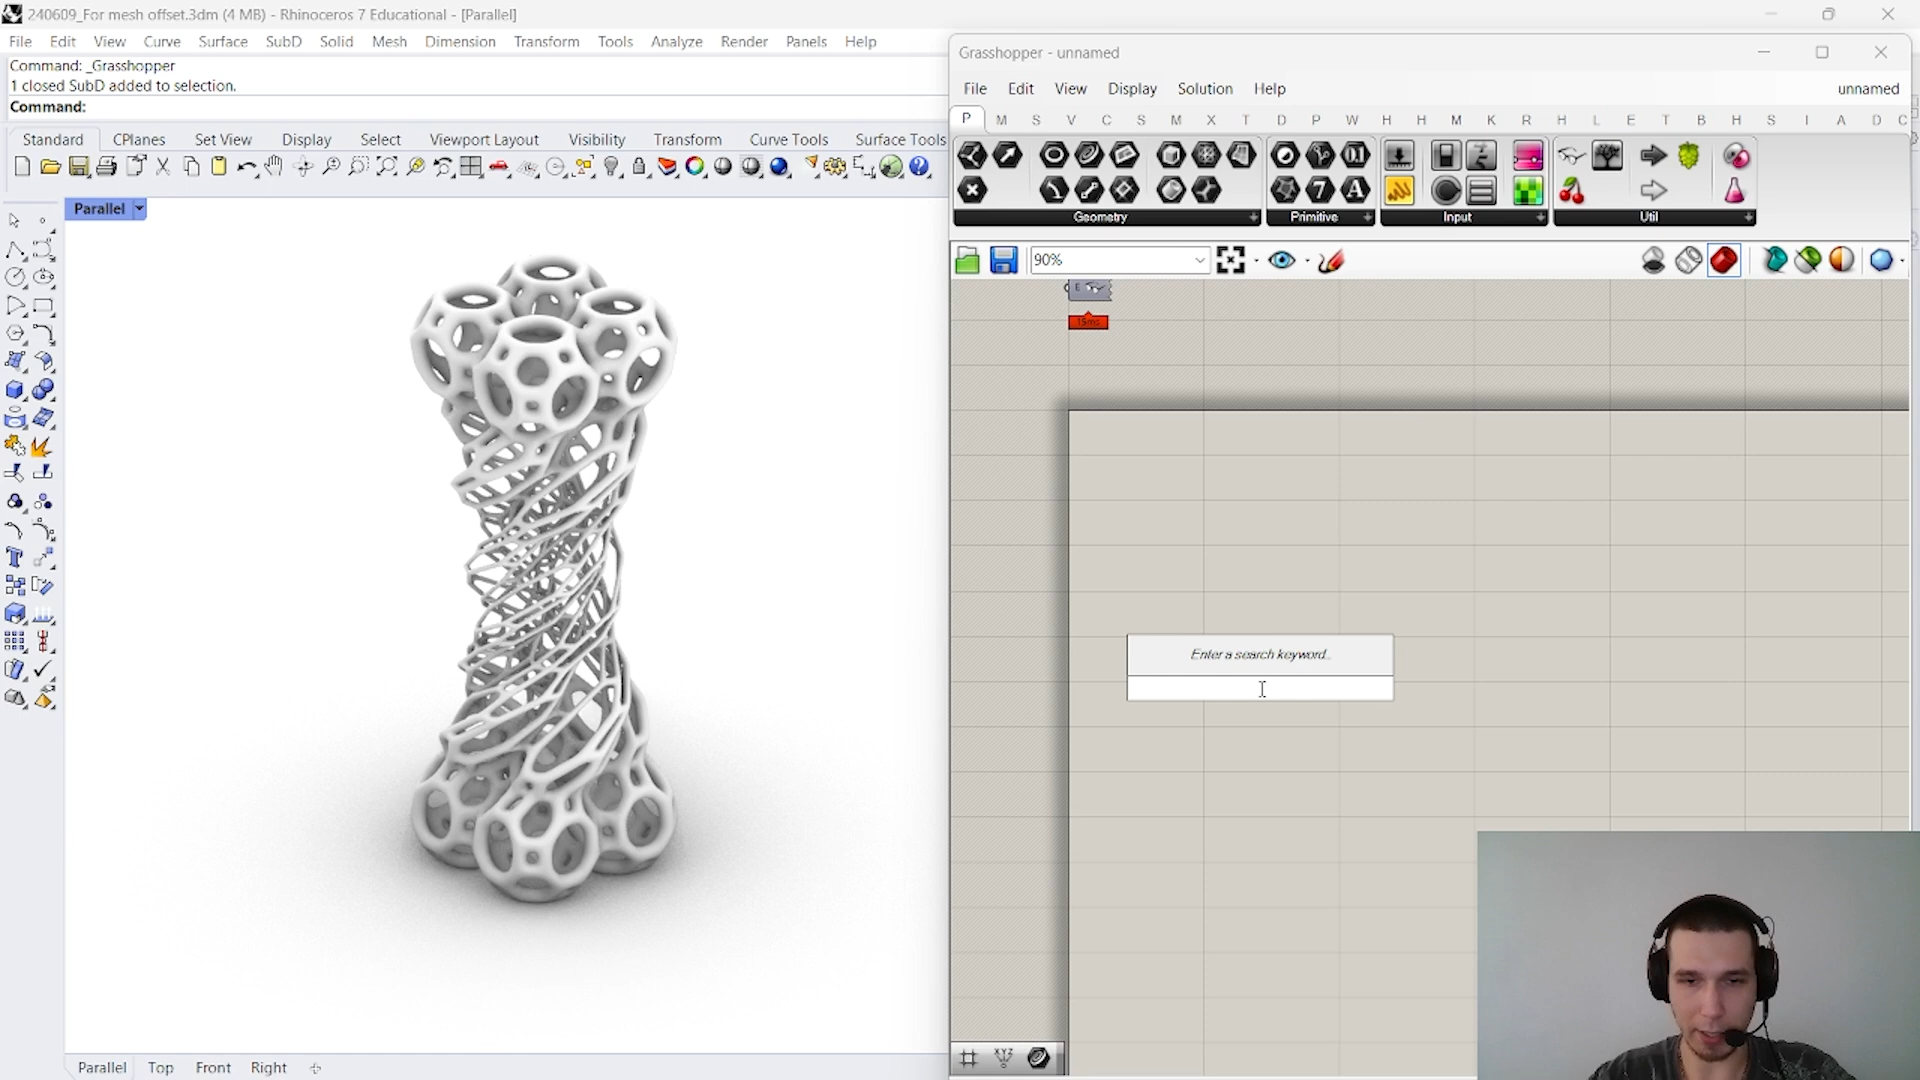 240609_For mesh offset.3dm (4 MB) - Rhinoceros 7 Educational - [Parallel]
File Edit View Curve Surface SubD Solid Mesh Dimension Transform Tools Analyze Render Panels Help
Command: _Grasshopper
1 closed SubD added to selection.
Command:
Standard CPlanes Set View Display Select Viewport Layout Visibility Transform Curve Tools Surface Tools
Parallel
Parallel Top Front Right
Grasshopper - unnamed
File Edit View Display Solution Help
unnamed
P M S V C S M X T D P W H H M K R H L E T B H S I A D C
Geometry Primitive Input Util
90%
15ms
Enter a search keyword..